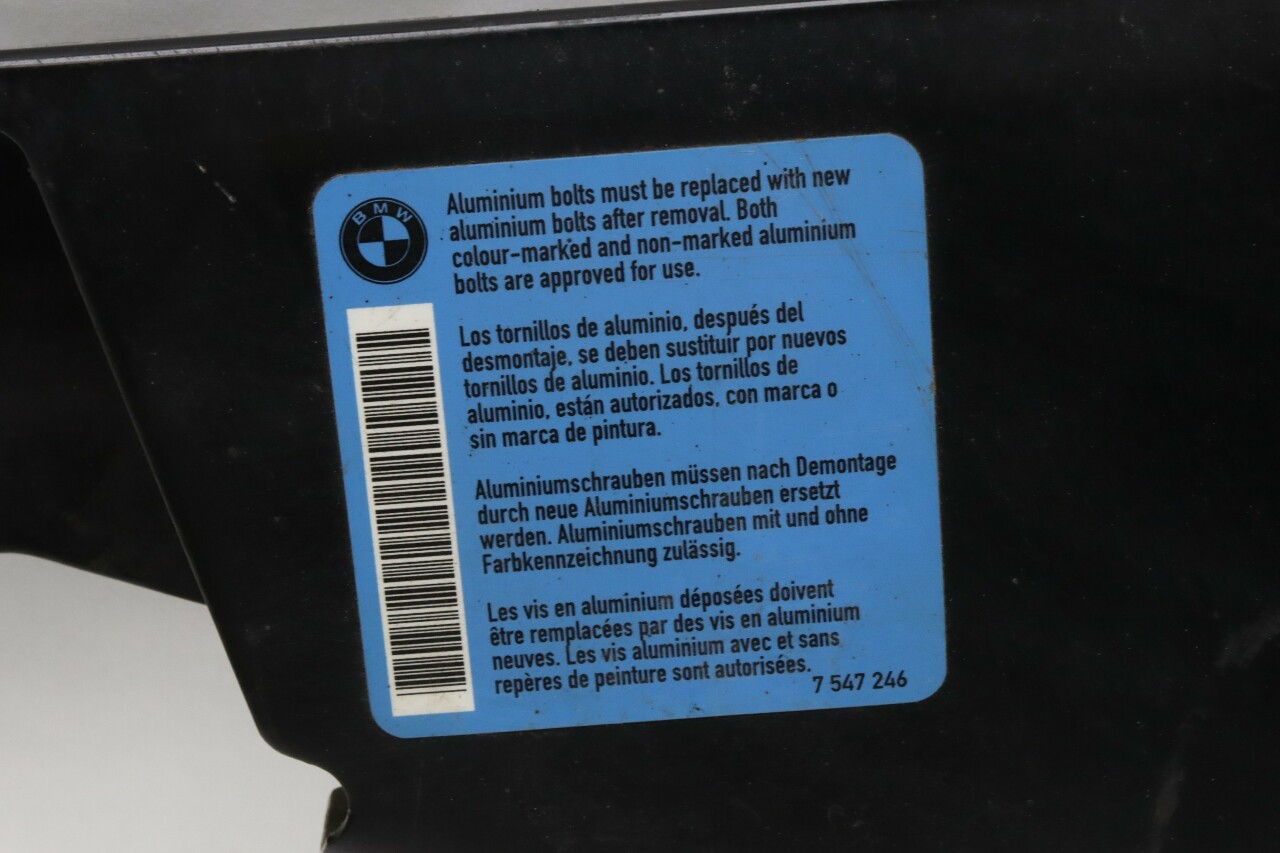 BMW
Aluminium bolts must be replaced with new
aluminium bolts after removal. Both
colour-marked and non-marked aluminium
bolts are approved for use.
Los tornillos de aluminio, después del
desmontaje, se deben sustituir por nuevos
tornillos de aluminio. Los tornillos de
aluminio, están autorizados, con marca o
sin marca de pintura.
Aluminiumschrauben müssen nach Demontage
durch neue Aluminiumschrauben ersetzt
werden. Aluminiumschrauben mit und ohne
Farbkennzeichnung zulässig.
Les vis en aluminium déposées doivent
être remplacées par des vis en aluminium
neuves. Les vis aluminium avec et sans
repères de peinture sont autorisées.
7 547 246